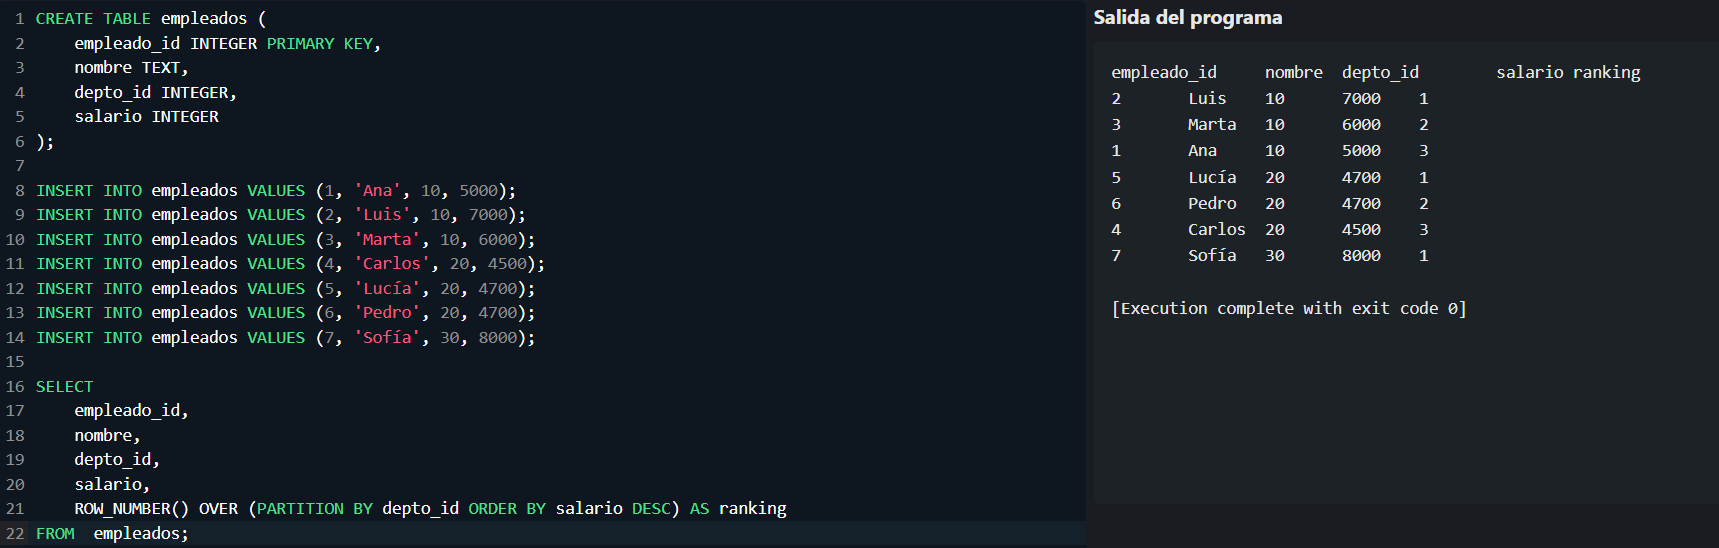 1 CREATE TABLE empleados (
2     empleado_id INTEGER PRIMARY KEY,
3     nombre TEXT,
4     depto_id INTEGER,
5     salario INTEGER
6 );
7
8 INSERT INTO empleados VALUES (1, 'Ana', 10, 5000);
9 INSERT INTO empleados VALUES (2, 'Luis', 10, 7000);
10 INSERT INTO empleados VALUES (3, 'Marta', 10, 6000);
11 INSERT INTO empleados VALUES (4, 'Carlos', 20, 4500);
12 INSERT INTO empleados VALUES (5, 'Lucía', 20, 4700);
13 INSERT INTO empleados VALUES (6, 'Pedro', 20, 4700);
14 INSERT INTO empleados VALUES (7, 'Sofía', 30, 8000);
15
16 SELECT
17     empleado_id,
18     nombre,
19     depto_id,
20     salario,
21     ROW_NUMBER() OVER (PARTITION BY depto_id ORDER BY salario DESC) AS ranking
22 FROM  empleados;
Salida del programa
empleado_id     nombre  depto_id        salario ranking
2       Luis    10      7000    1
3       Marta   10      6000    2
1       Ana     10      5000    3
5       Lucía   20      4700    1
6       Pedro   20      4700    2
4       Carlos  20      4500    3
7       Sofía   30      8000    1
[Execution complete with exit code 0]